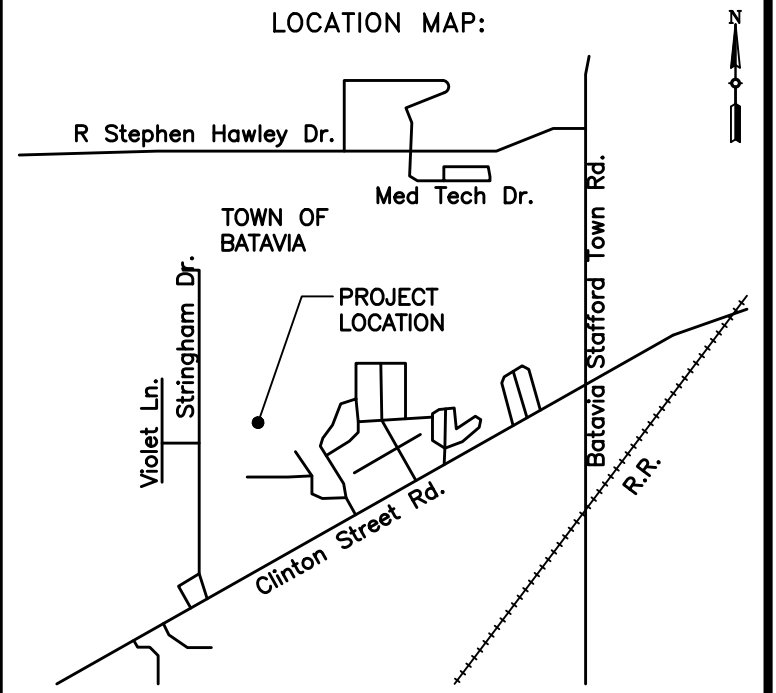 LOCATION MAP:
N
R Stephen Hawley Dr.
Med Tech Dr.
Batavia Stafford Town Rd.
TOWN OF
BATAVIA
Stringham Dr.
PROJECT
LOCATION
Violet Ln.
R.R.
Clinton Street Rd.